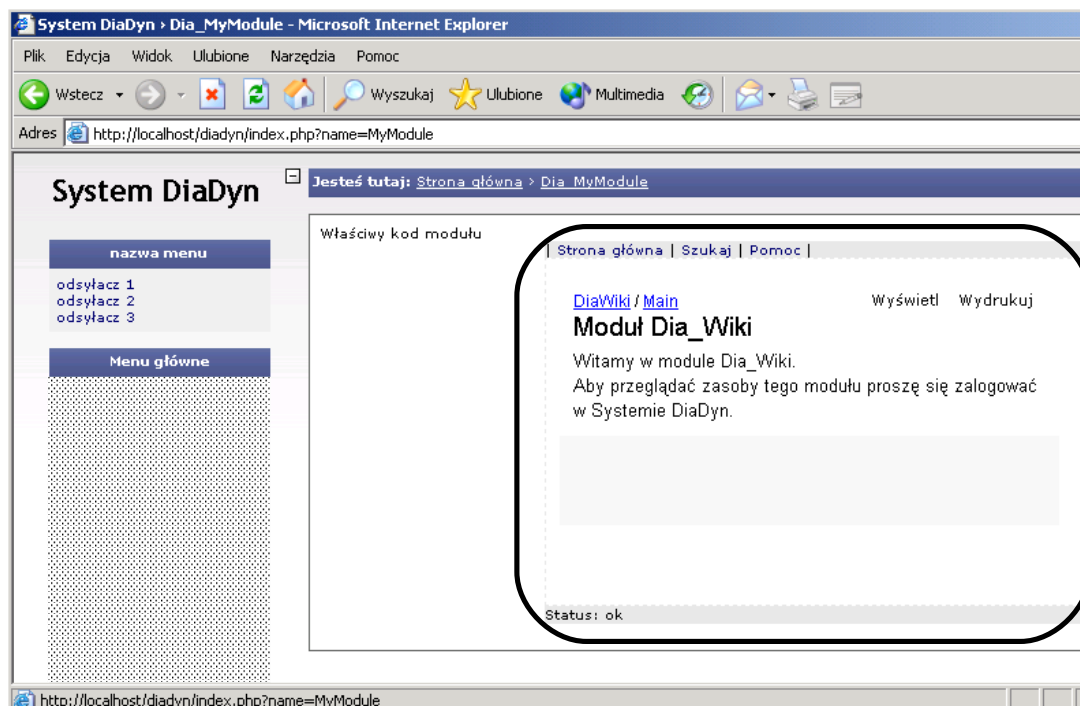 System DiaDyn › Dia_MyModule - Microsoft Internet Explorer
Plik Edycja Widok Ulubione Narzędzia Pomoc
Wstecz Wyszukaj Ulubione Multimedia
Adres http://localhost/diadyn/index.php?name=MyModule
System DiaDyn
Jesteś tutaj: Strona główna > Dia_MyModule
nazwa menu
odsyłacz 1
odsyłacz 2
odsyłacz 3
Menu główne
Właściwy kod modułu
| Strona główna | Szukaj | Pomoc |
DiaWiki / Main Wyświetl Wydrukuj
Moduł Dia_Wiki
Witamy w module Dia_Wiki.
Aby przeglądać zasoby tego modułu proszę się zalogować
w Systemie DiaDyn.
Status: ok
http://localhost/diadyn/index.php?name=MyModule